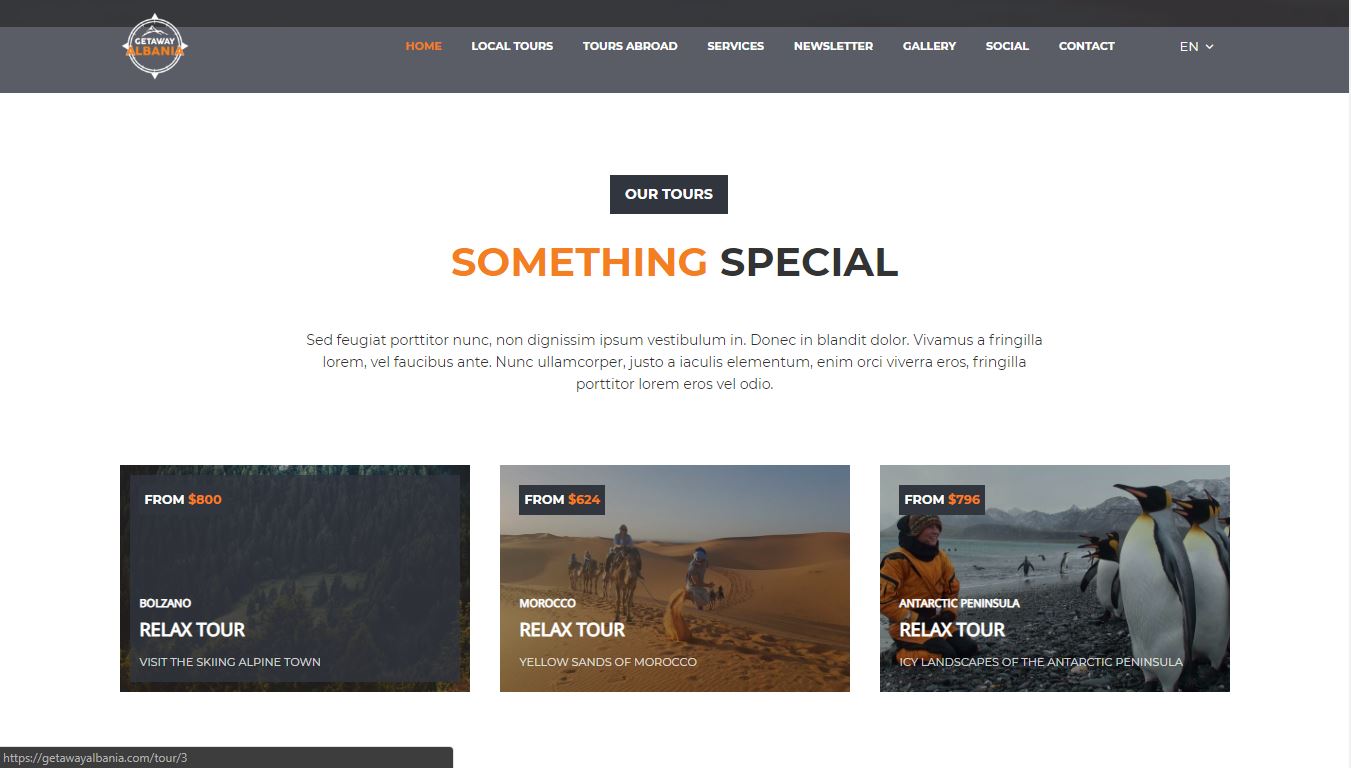 GETAWAY
ALBANIA
HOME LOCAL TOURS TOURS ABROAD SERVICES NEWSLETTER GALLERY SOCIAL CONTACT EN
OUR TOURS
SOMETHING SPECIAL
Sed feugiat porttitor nunc, non dignissim ipsum vestibulum in. Donec in blandit dolor. Vivamus a fringilla
lorem, vel faucibus ante. Nunc ullamcorper, justo a iaculis elementum, enim orci viverra eros, fringilla
porttitor lorem eros vel odio.
FROM $800
BOLZANO
RELAX TOUR
VISIT THE SKIING ALPINE TOWN
FROM $624
MOROCCO
RELAX TOUR
YELLOW SANDS OF MOROCCO
FROM $796
ANTARCTIC PENINSULA
RELAX TOUR
ICY LANDSCAPES OF THE ANTARCTIC PENINSULA
https://getawayalbania.com/tour/3